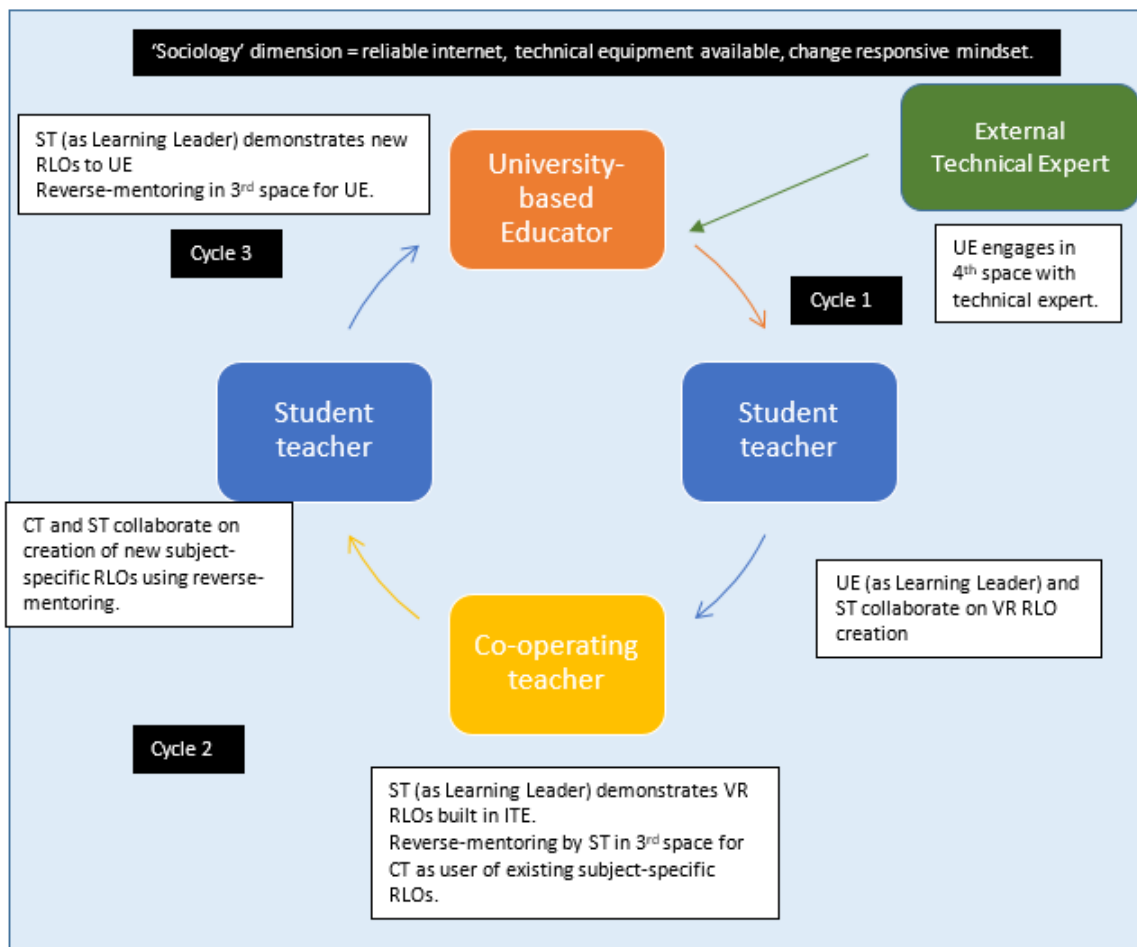 ‘Sociology’ dimension = reliable internet, technical equipment available, change responsive mindset.
ST (as Learning Leader) demonstrates new
RLOs to UE
Reverse-mentoring in 3rd space for UE.
University-
based
Educator
External
Technical Expert
Cycle 3
UE engages in
4th space with
technical expert.
Cycle 1
Student
teacher
Student
teacher
CT and ST collaborate on
creation of new subject-
specific RLOs using reverse-
mentoring.
UE (as Learning Leader) and
ST collaborate on VR RLO
creation
Co-operating
teacher
Cycle 2
ST (as Learning Leader) demonstrates VR
RLOs built in ITE.
Reverse-mentoring by ST in 3rd space for
CT as user of existing subject-specific
RLOs.